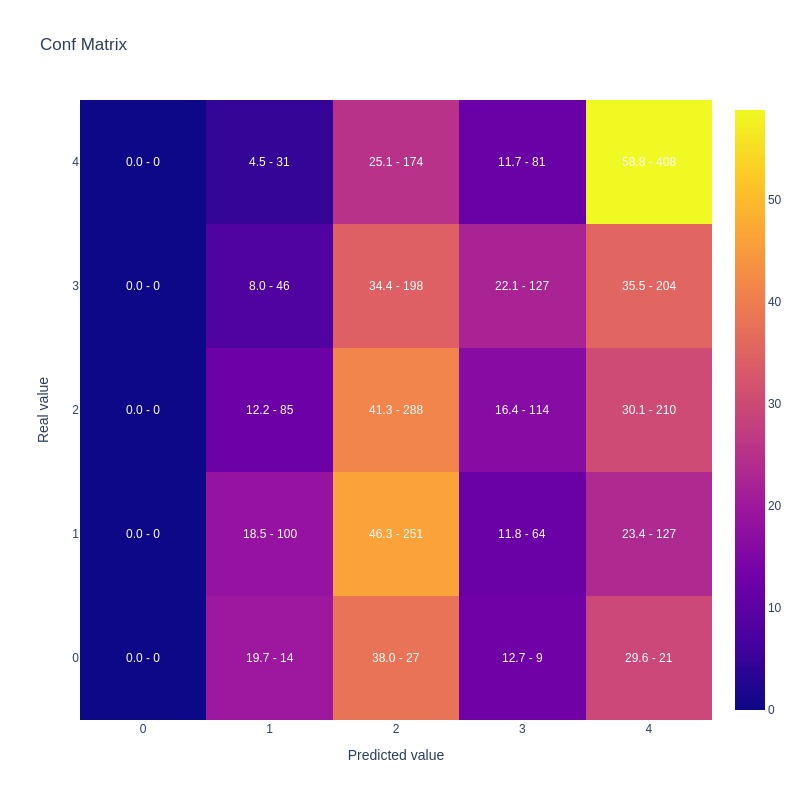 Conf Matrix
4
0.0 - 0
4.5 - 31
25.1 - 174
11.7 - 81
58.8 - 408
3
0.0 - 0
8.0 - 46
34.4 - 198
22.1 - 127
35.5 - 204
2
0.0 - 0
12.2 - 85
41.3 - 288
16.4 - 114
30.1 - 210
1
0.0 - 0
18.5 - 100
46.3 - 251
11.8 - 64
23.4 - 127
0
0.0 - 0
19.7 - 14
38.0 - 27
12.7 - 9
29.6 - 21
0
1
2
3
4
Predicted value
Real value
50
40
30
20
10
0